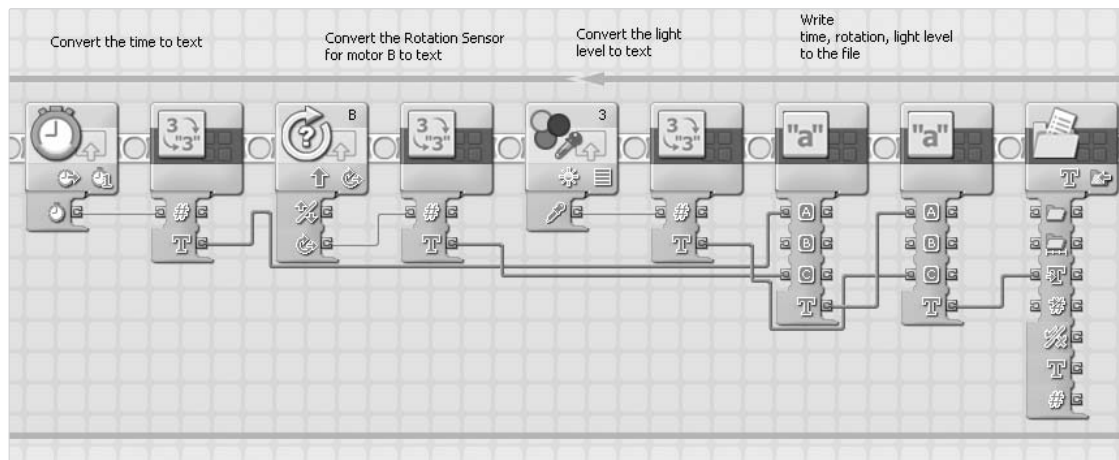 Convert the time to text
Convert the Rotation Sensor
for motor B to text
Convert the light
level to text
Write
time, rotation, light level
to the file
3
"3"
B
?
3
"3"
3
3
"3"
"a"
"a"
1
T
#
T
#
T
#
T
A
B
C
T
A
B
C
T
T
#
T
#